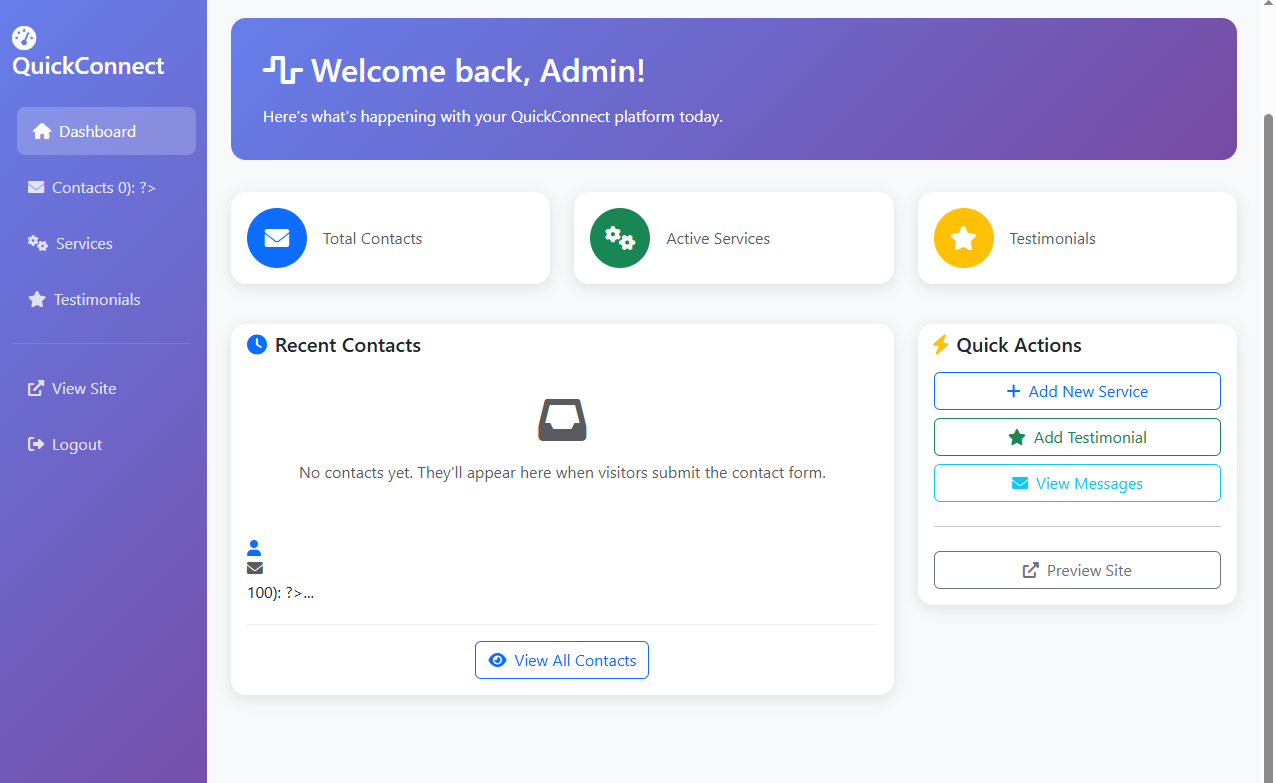 QuickConnect
Dashboard
Contacts 0): ?>
Services
Testimonials
View Site
Logout
Welcome back, Admin!
Here's what's happening with your QuickConnect platform today.
Total Contacts
Active Services
Testimonials
Recent Contacts
No contacts yet. They'll appear here when visitors submit the contact form.
100): ?>...
View All Contacts
Quick Actions
Add New Service
Add Testimonial
View Messages
Preview Site